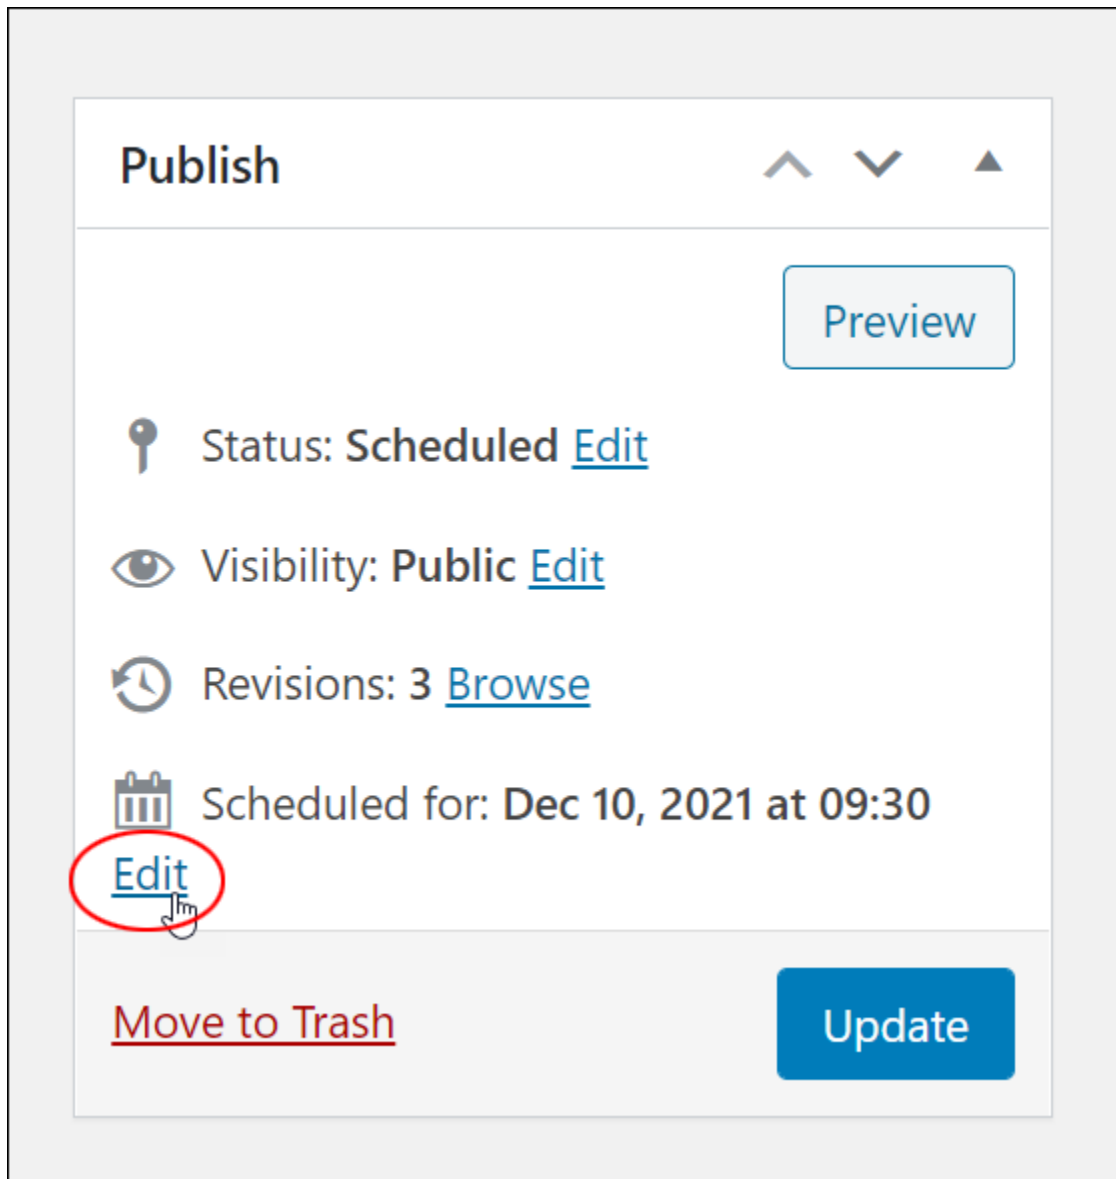 Publish
Preview
Status: Scheduled Edit
Visibility: Public Edit
Revisions: 3 Browse
Scheduled for: Dec 10, 2021 at 09:30
Edit
Move to Trash
Update